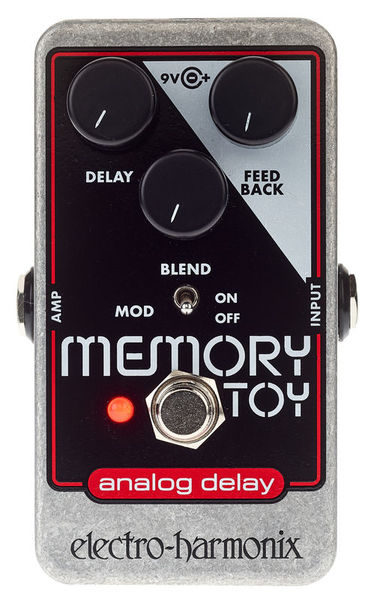 9V +
DELAY
FEED
BACK
BLEND
MOD
ON
OFF
AMP
INPUT
MEMORY
TOY
analog delay
electro-harmonix